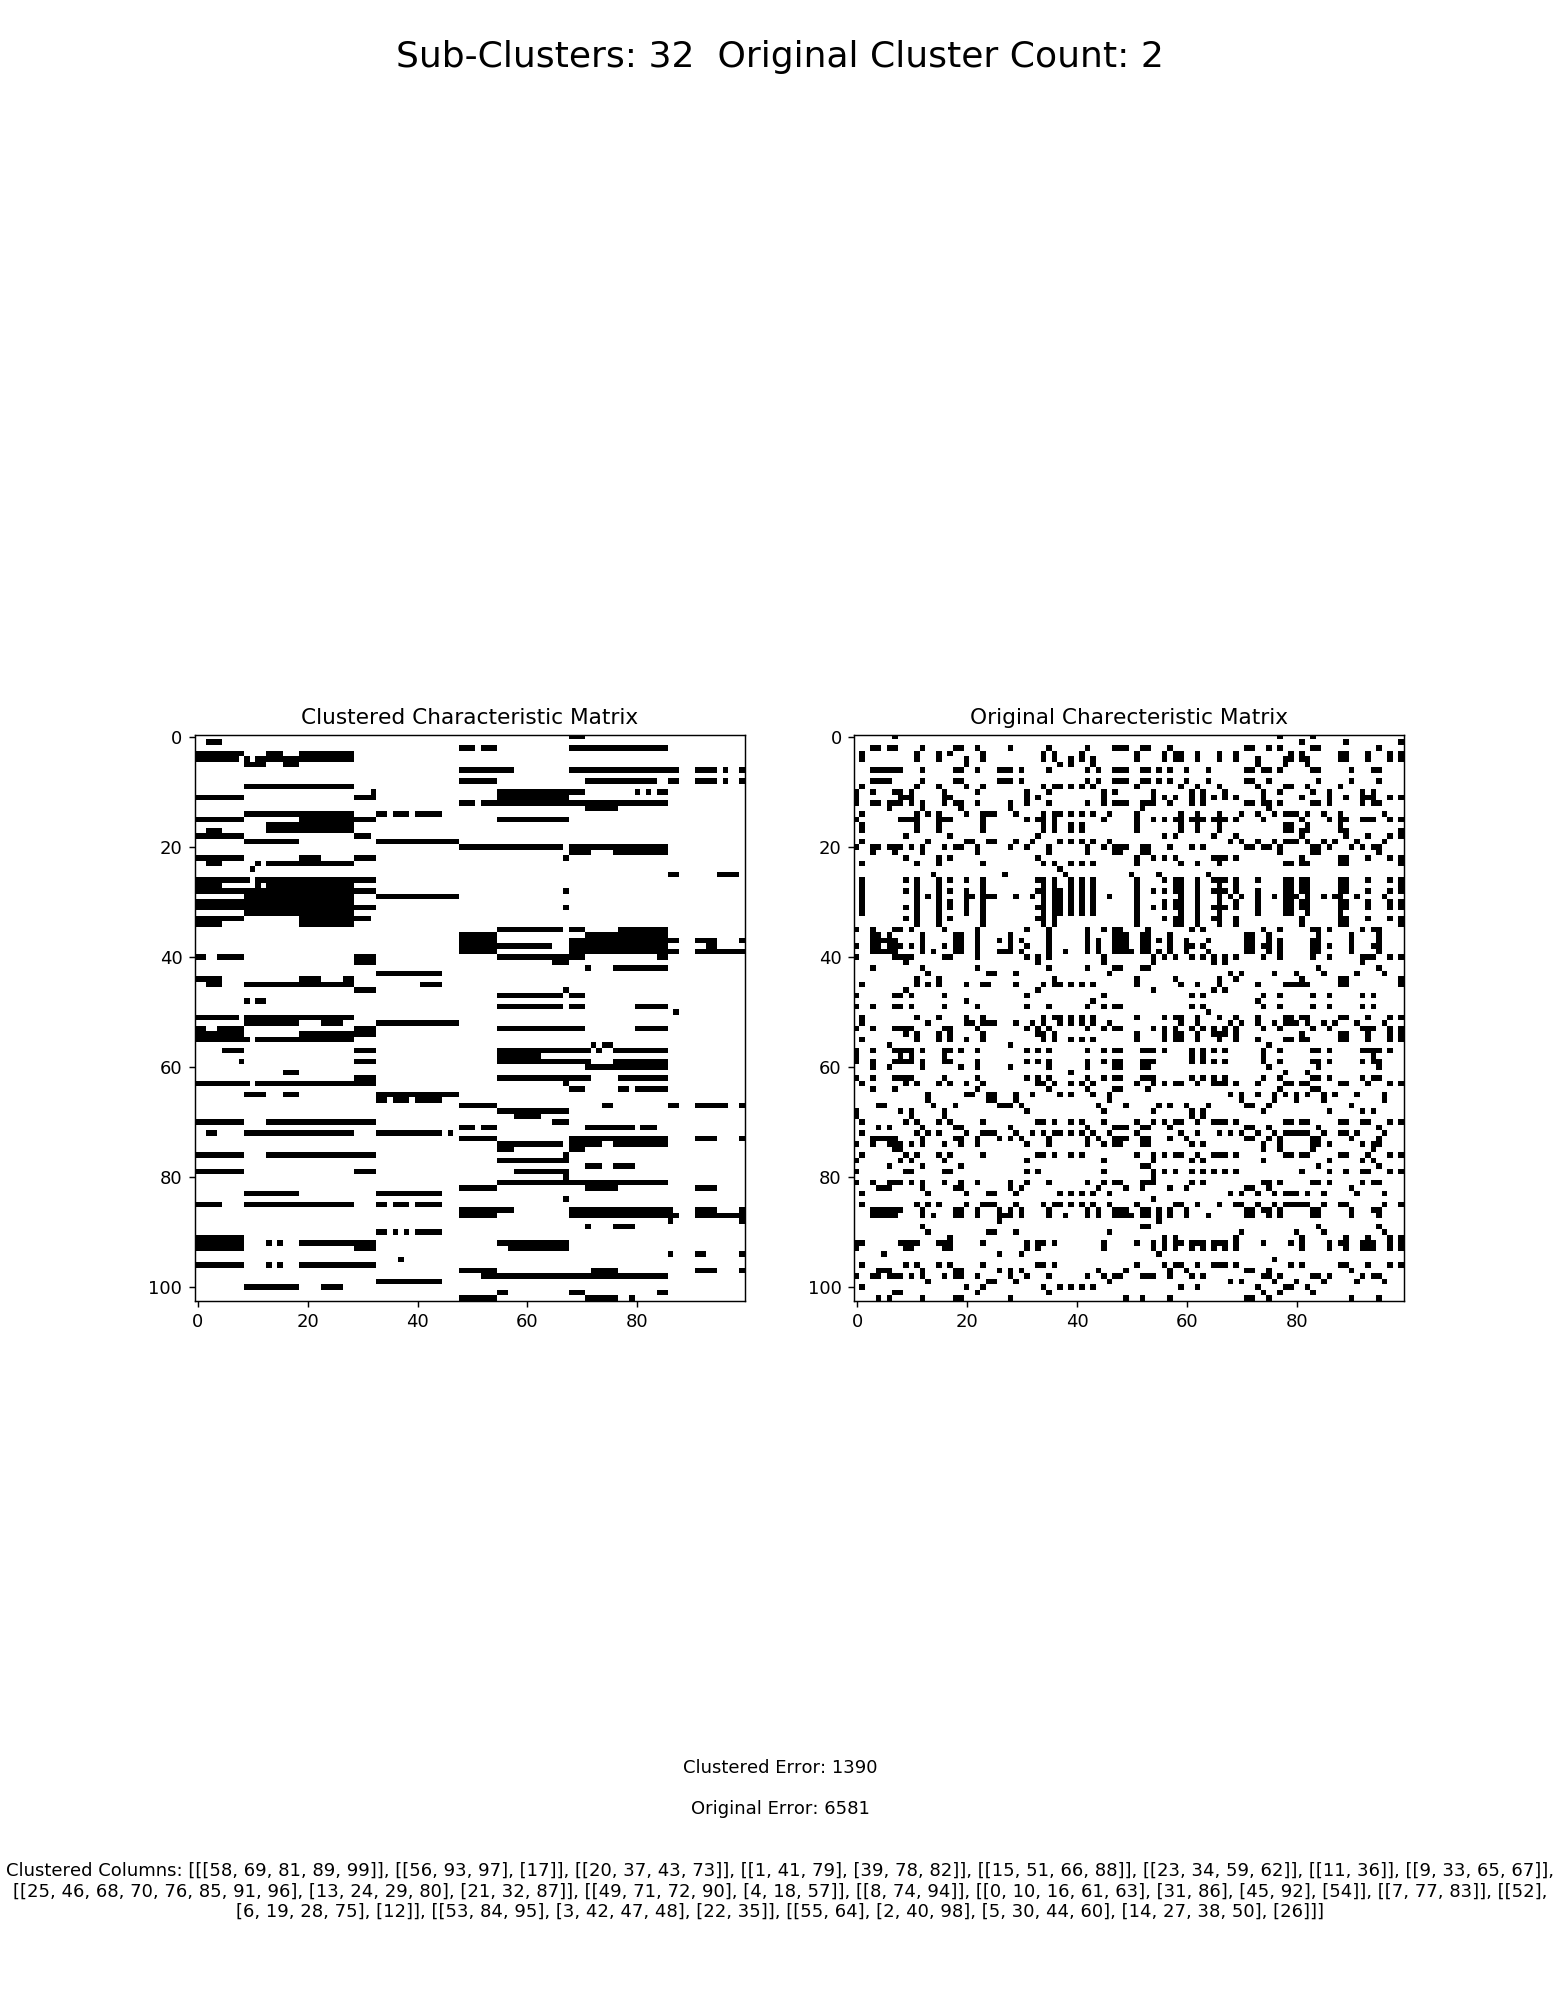 Sub-Clusters: 32  Original Cluster Count: 2
Clustered Characteristic Matrix
Original Charecteristic Matrix
0
20
40
60
80
100
0
20
40
60
80
0
20
40
60
80
100
0
20
40
60
80
Clustered Error: 1390
Original Error: 6581
Clustered Columns: [[[58, 69, 81, 89, 99]], [[56, 93, 97], [17]], [[20, 37, 43, 73]], [[1, 41, 79], [39, 78, 82]], [[15, 51, 66, 88]], [[23, 34, 59, 62]], [[11, 36]], [[9, 33, 65, 67]],
[[25, 46, 68, 70, 76, 85, 91, 96], [13, 24, 29, 80], [21, 32, 87]], [[49, 71, 72, 90], [4, 18, 57]], [[8, 74, 94]], [[0, 10, 16, 61, 63], [31, 86], [45, 92], [54]], [[7, 77, 83]], [[52],
[6, 19, 28, 75], [12]], [[53, 84, 95], [3, 42, 47, 48], [22, 35]], [[55, 64], [2, 40, 98], [5, 30, 44, 60], [14, 27, 38, 50], [26]]]